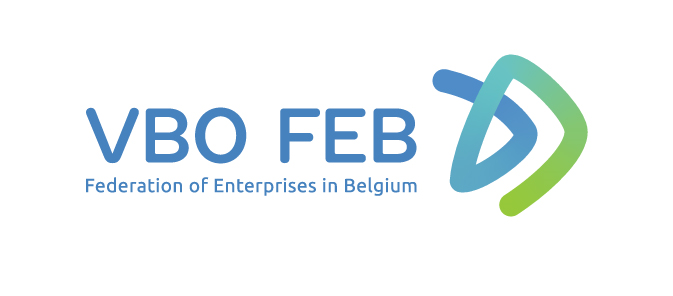 VBO FEB
Federation of Enterprises in Belgium